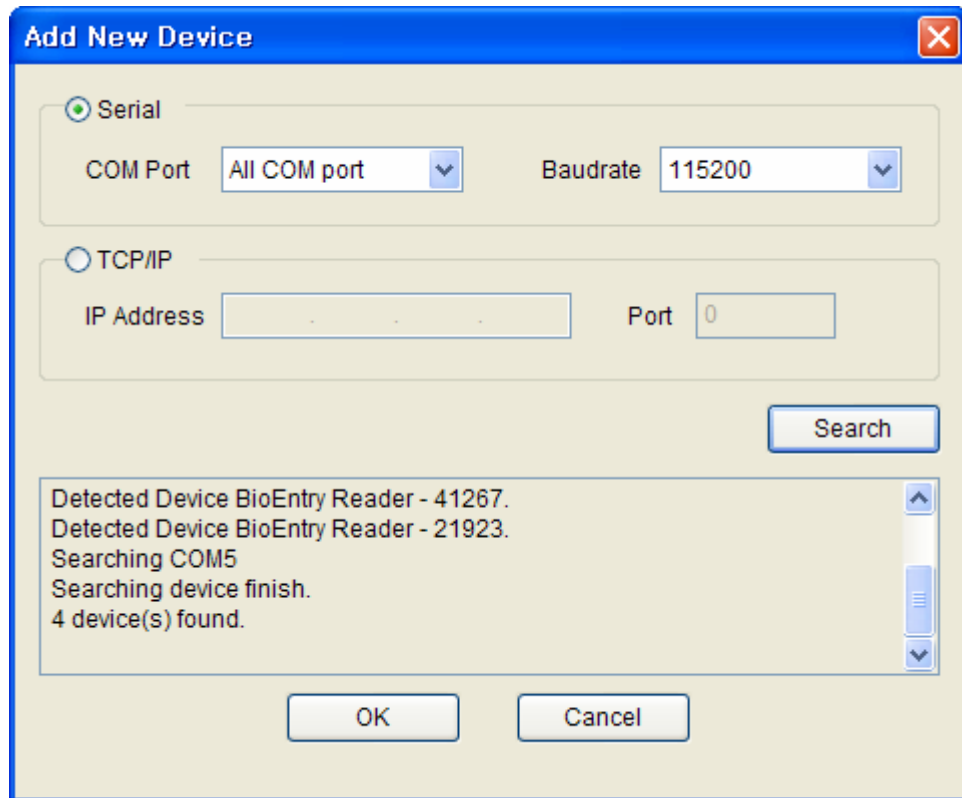 Add New Device
Serial
COM Port All COM port Baudrate 115200
TCP/IP
IP Address . . . Port 0
Search
Detected Device BioEntry Reader - 41267.
Detected Device BioEntry Reader - 21923.
Searching COM5
Searching device finish.
4 device(s) found.
OK Cancel